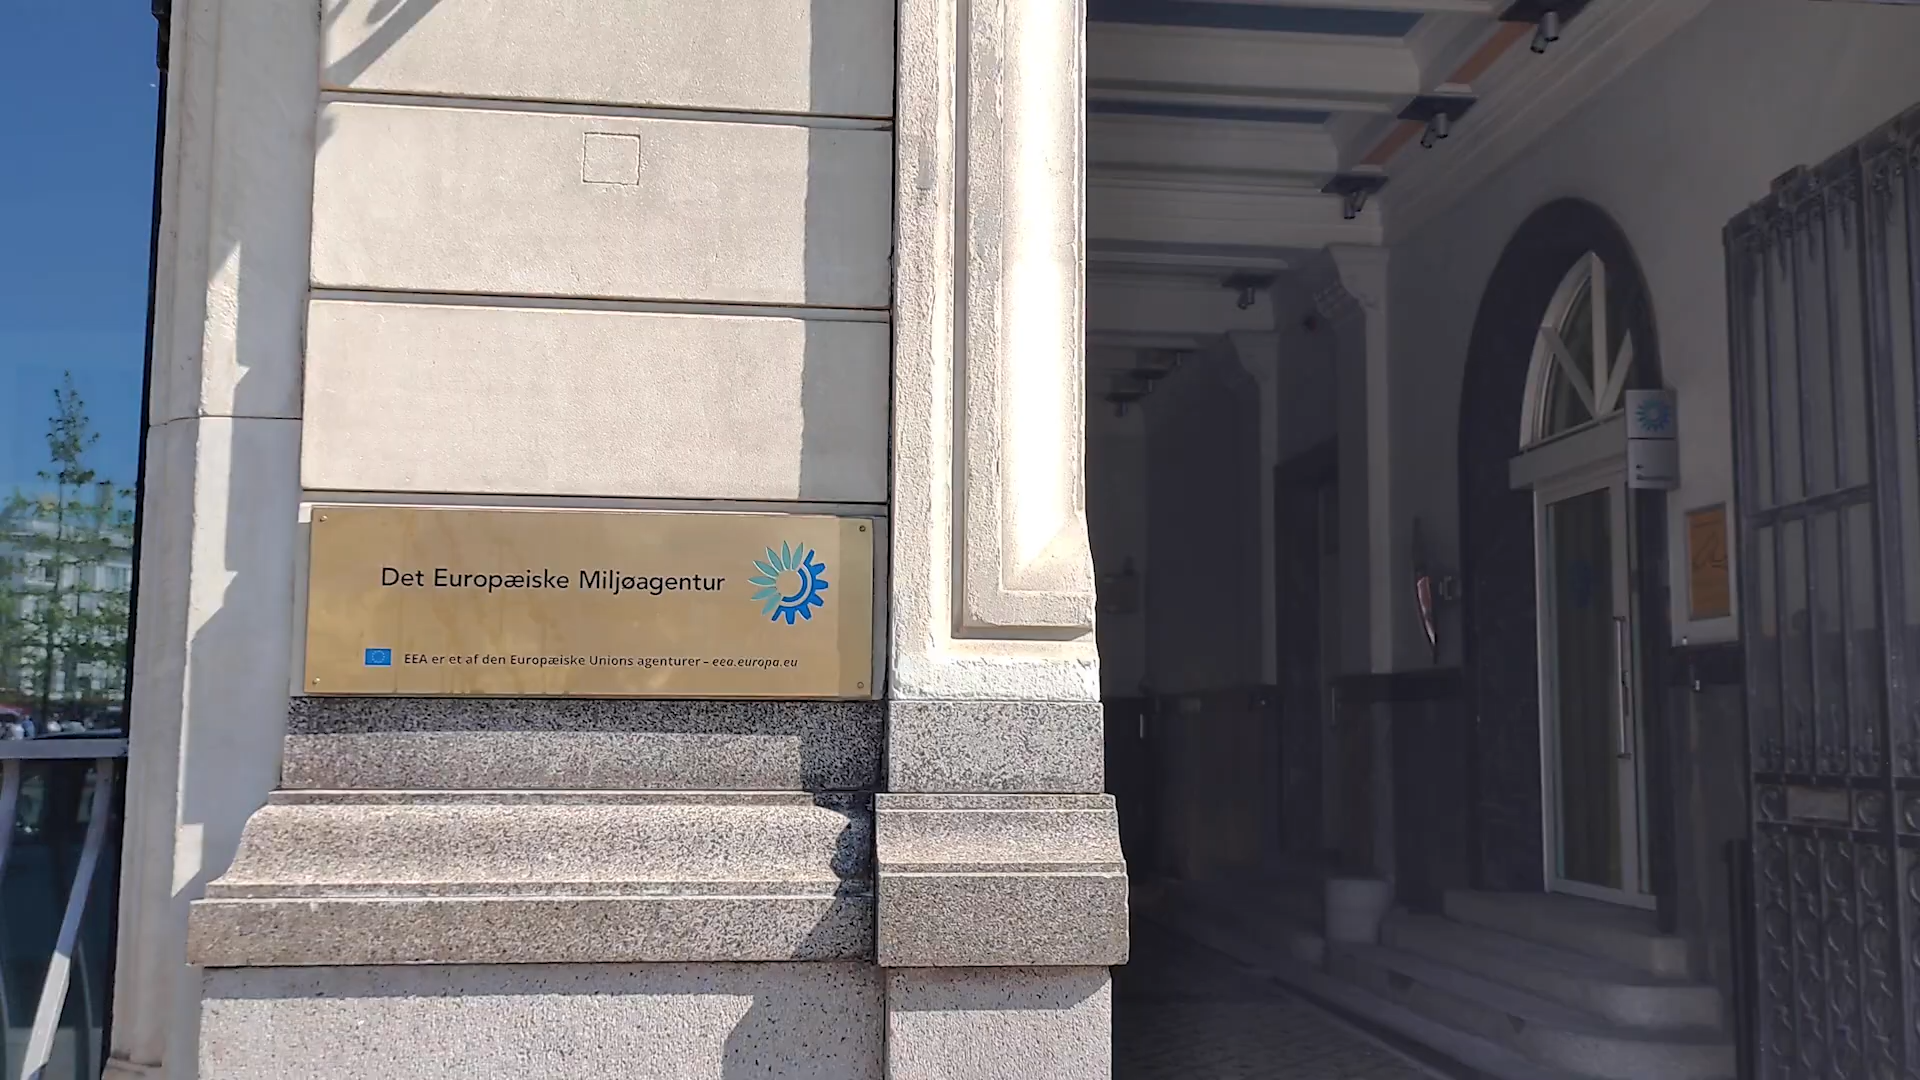 Det Europæiske Miljøagentur
EEA er et af den Europæiske Unions agenturer – eea.europa.eu